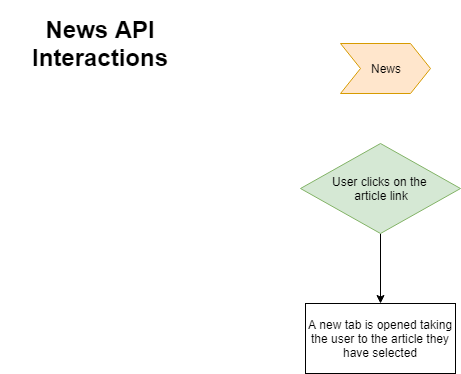 News API
Interactions
News
User clicks on the
article link
A new tab is opened taking
the user to the article they
have selected